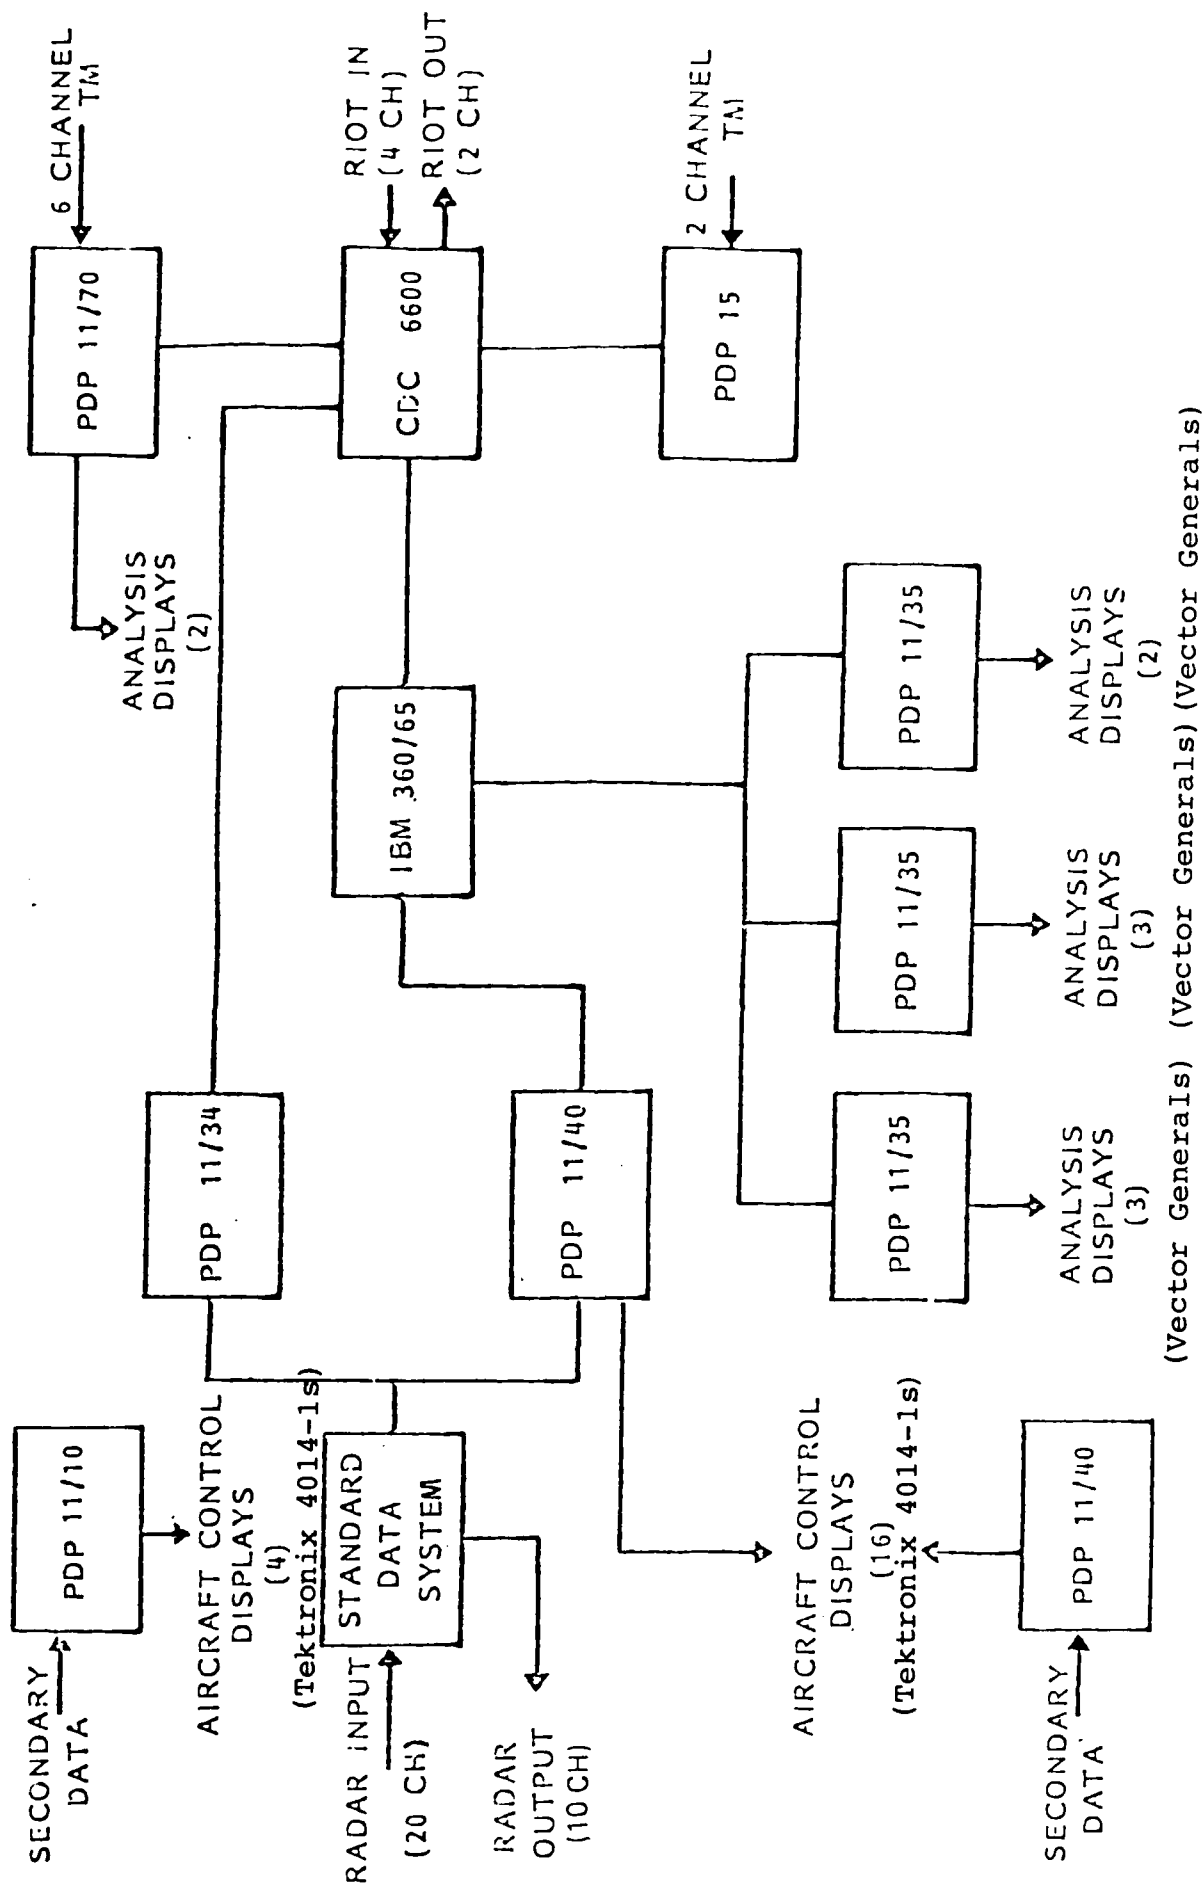 SECONDARY
DATA
PDP 11/10
AIRCRAFT CONTROL
DISPLAYS
(4)
(Tektronix 4014-1s)
RADAR INPUT
(20 CH)
STANDARD
DATA
SYSTEM
RADAR
OUTPUT
(10 CH)
PDP 11/34
PDP 11/40
AIRCRAFT CONTROL
DISPLAYS
(16)
(Tektronix 4014-1s)
SECONDARY
DATA
PDP 11/40
6 CHANNEL
TM
PDP 11/70
ANALYSIS
DISPLAYS
(2)
RIOT IN
(4 CH)
RIOT OUT
(2 CH)
CDC 6600
IBM 360/65
2 CHANNEL
TM
PDP 15
PDP 11/35
ANALYSIS
DISPLAYS
(3)
(Vector Generals)
PDP 11/35
ANALYSIS
DISPLAYS
(3)
(Vector Generals)
PDP 11/35
ANALYSIS
DISPLAYS
(2)
(Vector Generals)